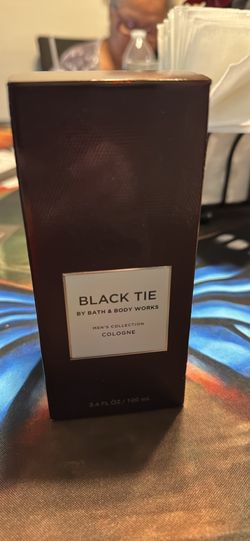 BLACK TIE
BY BATH & BODY WORKS
MEN'S COLLECTION
COLOGNE
3.4 FL OZ / 100 mL